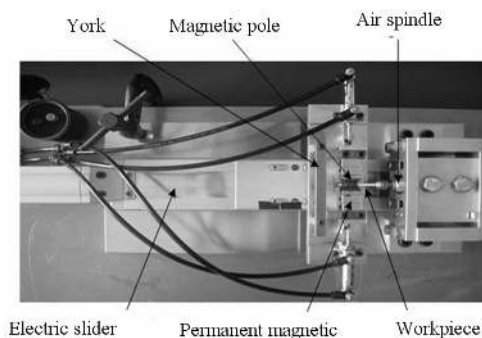 York
Magnetic pole
Air spindle
Electric slider
Permanent magnetic
Workpiece